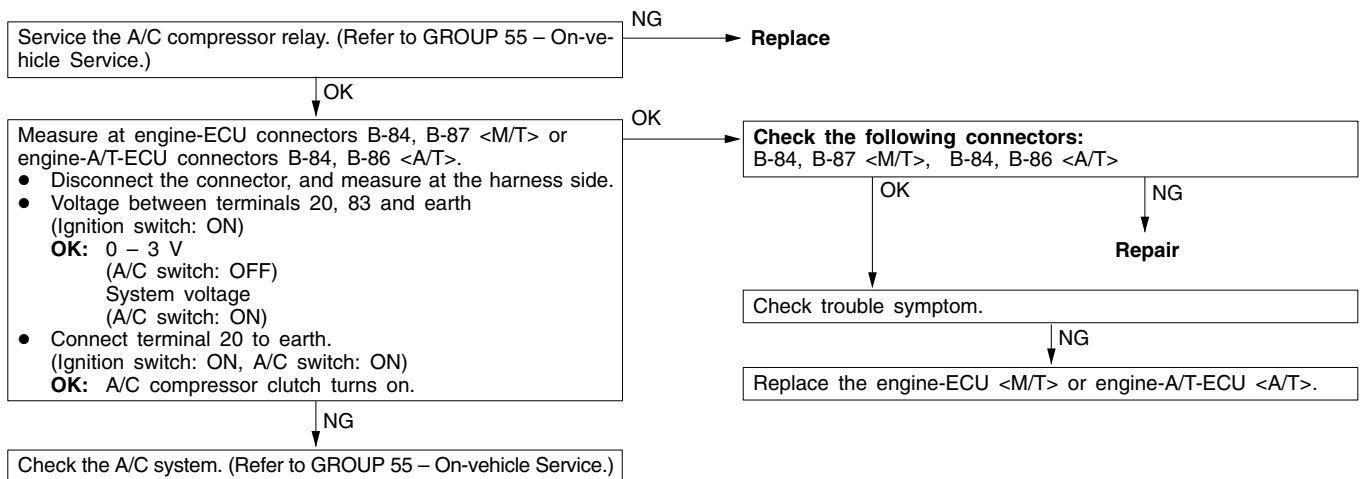 Service the A/C compressor relay. (Refer to GROUP 55 – On-ve-
hicle Service.)
NG
Replace
OK
Measure at engine-ECU connectors B-84, B-87 <M/T> or
engine-A/T-ECU connectors B-84, B-86 <A/T>.
● Disconnect the connector, and measure at the harness side.
● Voltage between terminals 20, 83 and earth
(Ignition switch: ON)
OK: 0 – 3 V
(A/C switch: OFF)
System voltage
(A/C switch: ON)
● Connect terminal 20 to earth.
(Ignition switch: ON, A/C switch: ON)
OK: A/C compressor clutch turns on.
OK
Check the following connectors:
B-84, B-87 <M/T>, B-84, B-86 <A/T>
OK
NG
Repair
Check trouble symptom.
NG
Replace the engine-ECU <M/T> or engine-A/T-ECU <A/T>.
NG
Check the A/C system. (Refer to GROUP 55 – On-vehicle Service.)